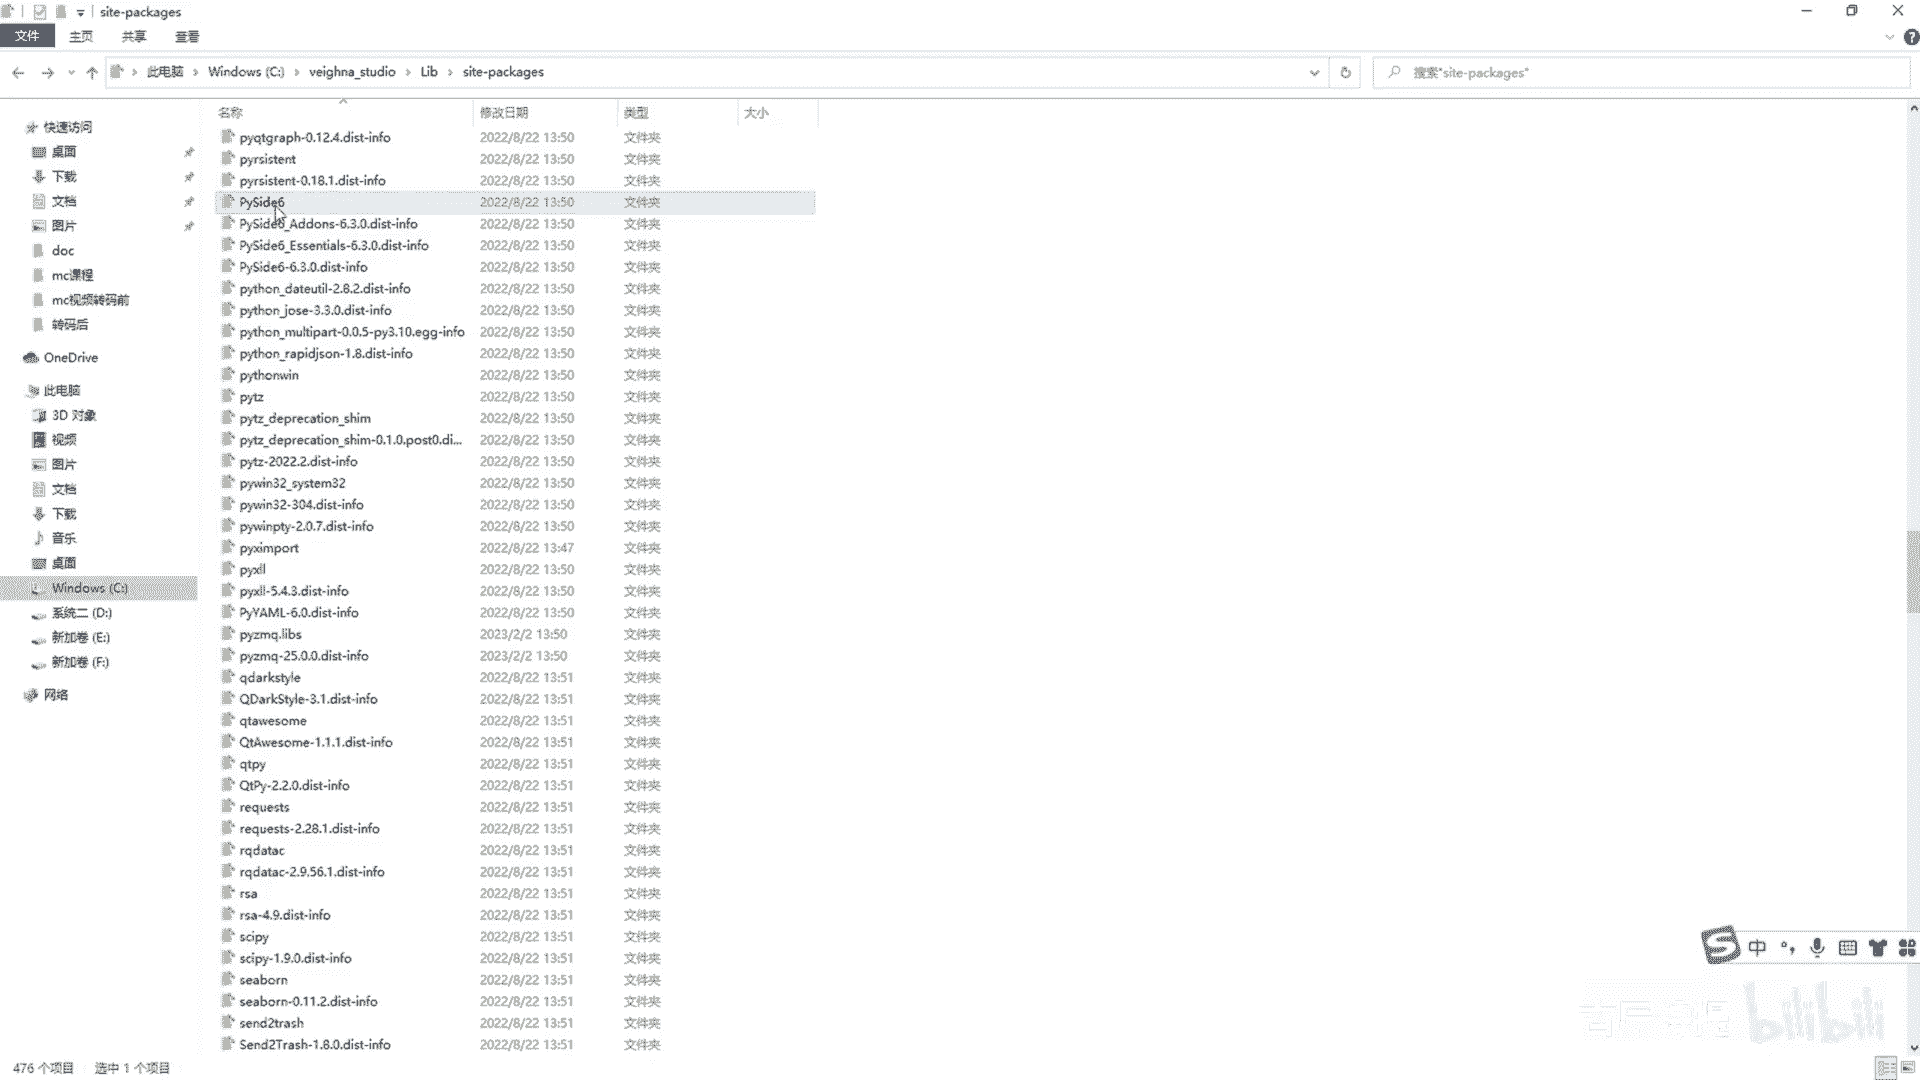 site-packages
文件 主页 共享 查看
此电脑 Windows (C:) veighna_studio Lib site-packages 搜索"site-packages"
名称 修改日期 类型 大小
快速访问
桌面
下载
文档
图片
doc
mc课程
mc视频转码前
转码后
OneDrive
此电脑
3D 对象
视频
图片
文档
下载
音乐
桌面
Windows (C:)
系统二 (D:)
新加卷 (E:)
新加卷 (F:)
网络
pyqtgraph-0.12.4.dist-info 2022/8/22 13:50 文件夹
pyrsistent 2022/8/22 13:50 文件夹
pyrsistent-0.18.1.dist-info 2022/8/22 13:50 文件夹
PySide6 2022/8/22 13:50 文件夹
PySide6_Addons-6.3.0.dist-info 2022/8/22 13:50 文件夹
PySide6_Essentials-6.3.0.dist-info 2022/8/22 13:50 文件夹
PySide6-6.3.0.dist-info 2022/8/22 13:50 文件夹
python_dateutil-2.8.2.dist-info 2022/8/22 13:50 文件夹
python_jose-3.3.0.dist-info 2022/8/22 13:50 文件夹
python_multipart-0.0.5-py3.10.egg-info 2022/8/22 13:50 文件夹
python_rapidjson-1.8.dist-info 2022/8/22 13:50 文件夹
pythonwin 2022/8/22 13:50 文件夹
pytz 2022/8/22 13:50 文件夹
pytz_deprecation_shim 2022/8/22 13:50 文件夹
pytz_deprecation_shim-0.1.0.post0.di... 2022/8/22 13:50 文件夹
pytz-2022.2.dist-info 2022/8/22 13:50 文件夹
pywin32_system32 2022/8/22 13:50 文件夹
pywin32-304.dist-info 2022/8/22 13:50 文件夹
pywinpty-2.0.7.dist-info 2022/8/22 13:50 文件夹
pyximport 2022/8/22 13:47 文件夹
pyxll 2022/8/22 13:50 文件夹
pyxll-5.4.3.dist-info 2022/8/22 13:50 文件夹
PyYAML-6.0.dist-info 2022/8/22 13:50 文件夹
pyzmq.libs 2023/2/2 13:50 文件夹
pyzmq-25.0.0.dist-info 2023/2/2 13:50 文件夹
qdarkstyle 2022/8/22 13:51 文件夹
QDarkStyle-3.1.dist-info 2022/8/22 13:51 文件夹
qtawesome 2022/8/22 13:51 文件夹
QtAwesome-1.1.1.dist-info 2022/8/22 13:51 文件夹
qtpy 2022/8/22 13:51 文件夹
QtPy-2.2.0.dist-info 2022/8/22 13:51 文件夹
requests 2022/8/22 13:51 文件夹
requests-2.28.1.dist-info 2022/8/22 13:51 文件夹
rqdatac 2022/8/22 13:51 文件夹
rqdatac-2.9.56.1.dist-info 2022/8/22 13:51 文件夹
rsa 2022/8/22 13:51 文件夹
rsa-4.9.dist-info 2022/8/22 13:51 文件夹
scipy 2022/8/22 13:51 文件夹
scipy-1.9.0.dist-info 2022/8/22 13:51 文件夹
seaborn 2022/8/22 13:51 文件夹
seaborn-0.11.2.dist-info 2022/8/22 13:51 文件夹
send2trash 2022/8/22 13:51 文件夹
Send2Trash-1.8.0.dist-info 2022/8/22 13:51 文件夹
中
bilibili
476 个项目 选中 1 个项目